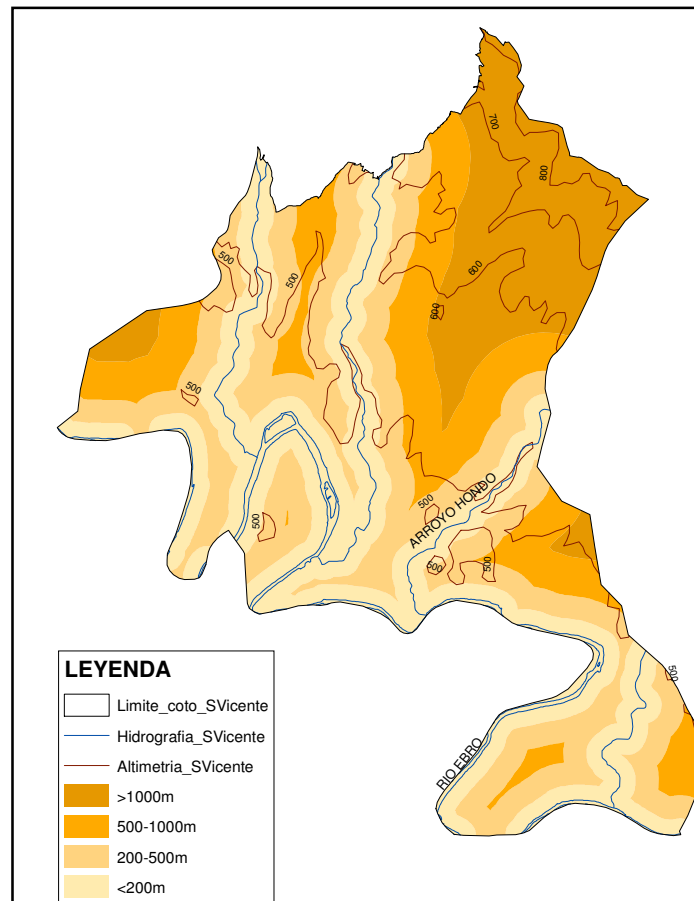 700
800
500
500
600
600
500
500
ARROYO HONDO
500
500
500
500
RIO EBRO
LEYENDA
Limite_coto_SVicente
Hidrografia_SVicente
Altimetria_SVicente
>1000m
500-1000m
200-500m
<200m